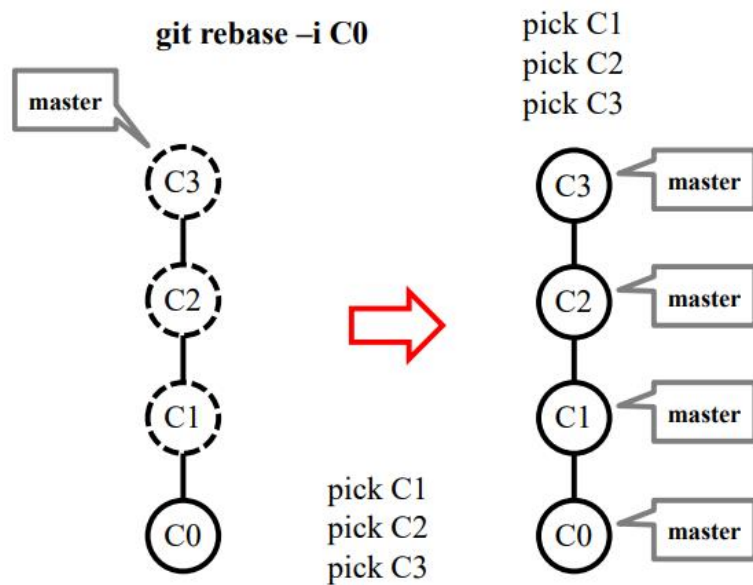 git rebase –i C0
pick C1
pick C2
pick C3
master
C3
C2
C1
C0
pick C1
pick C2
pick C3
C3
master
C2
master
C1
master
C0
master